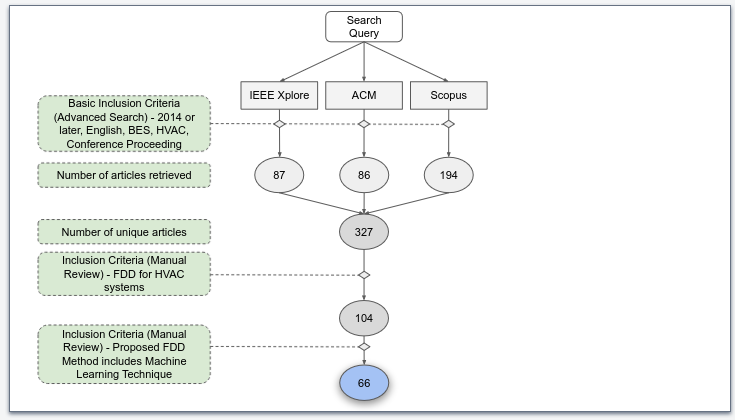 Search
Query
IEEE Xplore
ACM
Scopus
Basic Inclusion Criteria
(Advanced Search) - 2014 or
later, English, BES, HVAC,
Conference Proceeding
Number of articles retrieved
87
86
194
Number of unique articles
327
Inclusion Criteria (Manual
Review) - FDD for HVAC
systems
104
Inclusion Criteria (Manual
Review) - Proposed FDD
Method includes Machine
Learning Technique
66